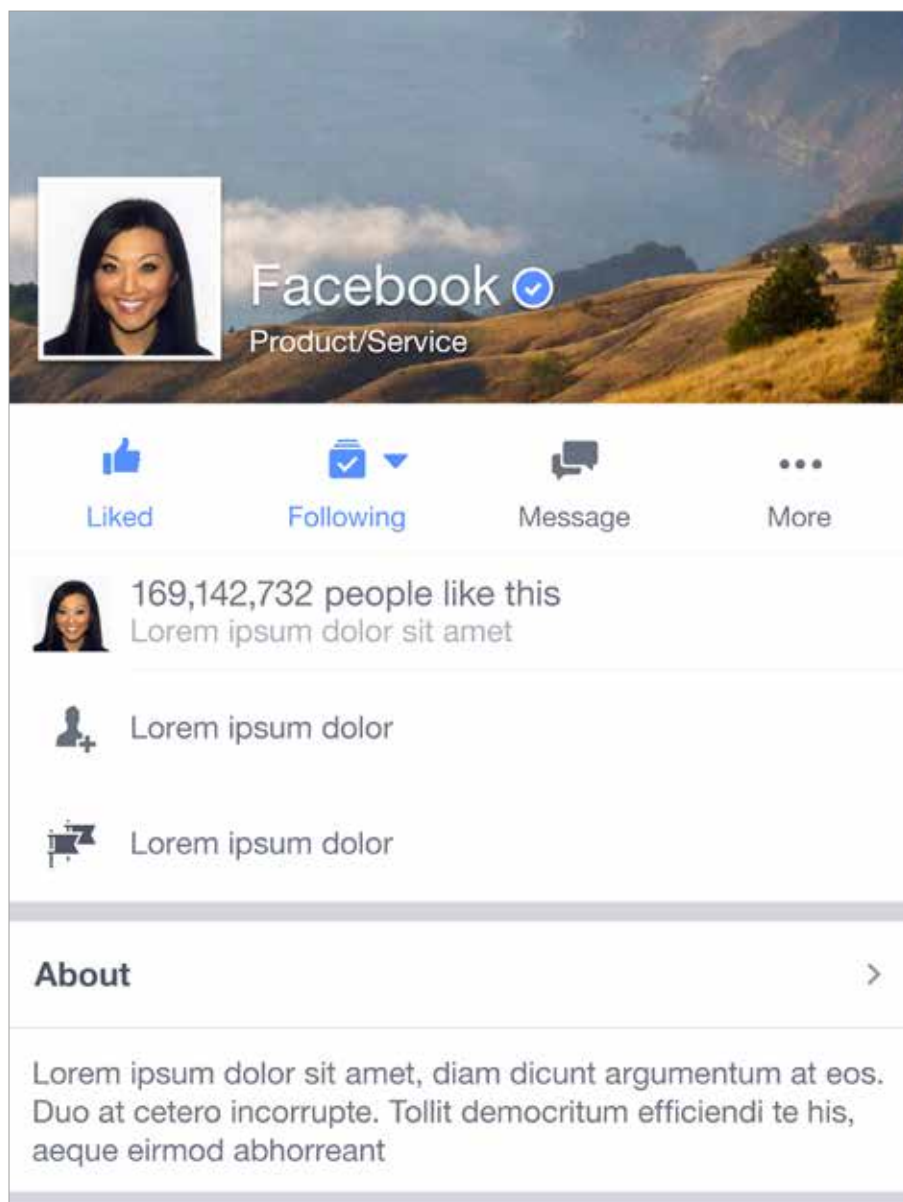 Facebook
Product/Service
Liked
Following
Message
More
169,142,732 people like this
Lorem ipsum dolor sit amet
Lorem ipsum dolor
Lorem ipsum dolor
About
Lorem ipsum dolor sit amet, diam dicunt argumentum at eos.
Duo at cetero incorrupte. Tollit democritum efficiendi te his,
aeque eirmod abhorreant